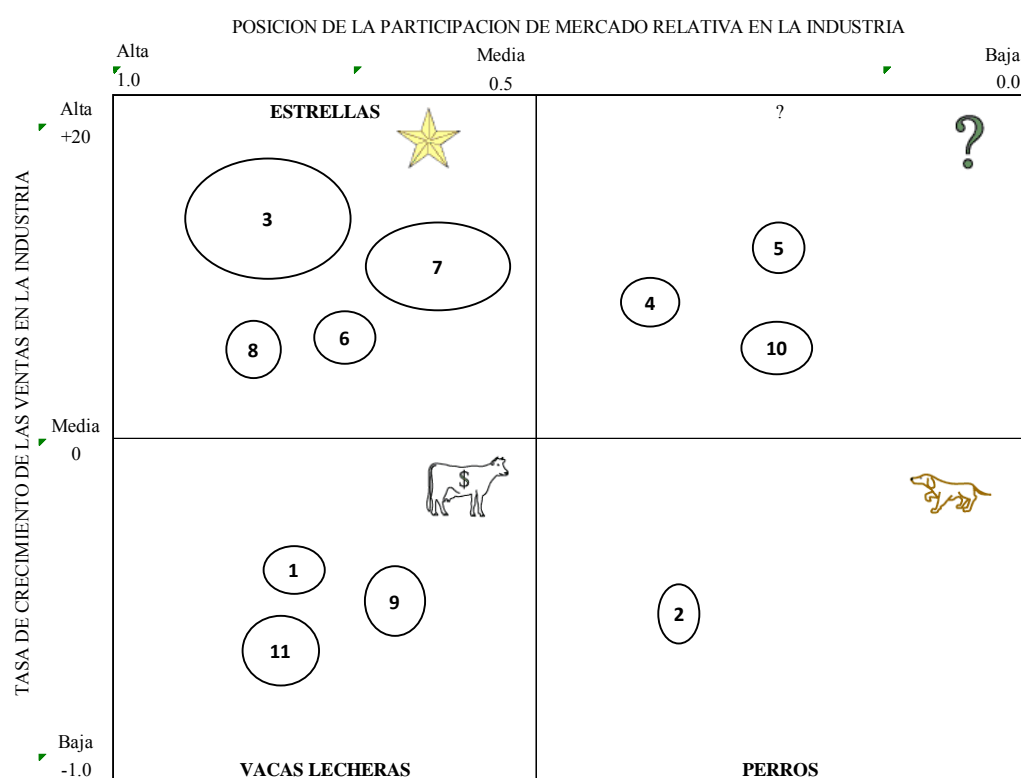 POSICION DE LA PARTICIPACION DE MERCADO RELATIVA EN LA INDUSTRIA
Alta
Media
Baja
1.0
0.5
0.0
Alta
+20
ESTRELLAS
?
?
3
7
5
4
6
8
10
TASA DE CRECIMIENTO DE LAS VENTAS EN LA INDUSTRIA
Media
0
$
1
9
2
11
Baja
-1.0
VACAS LECHERAS
PERROS